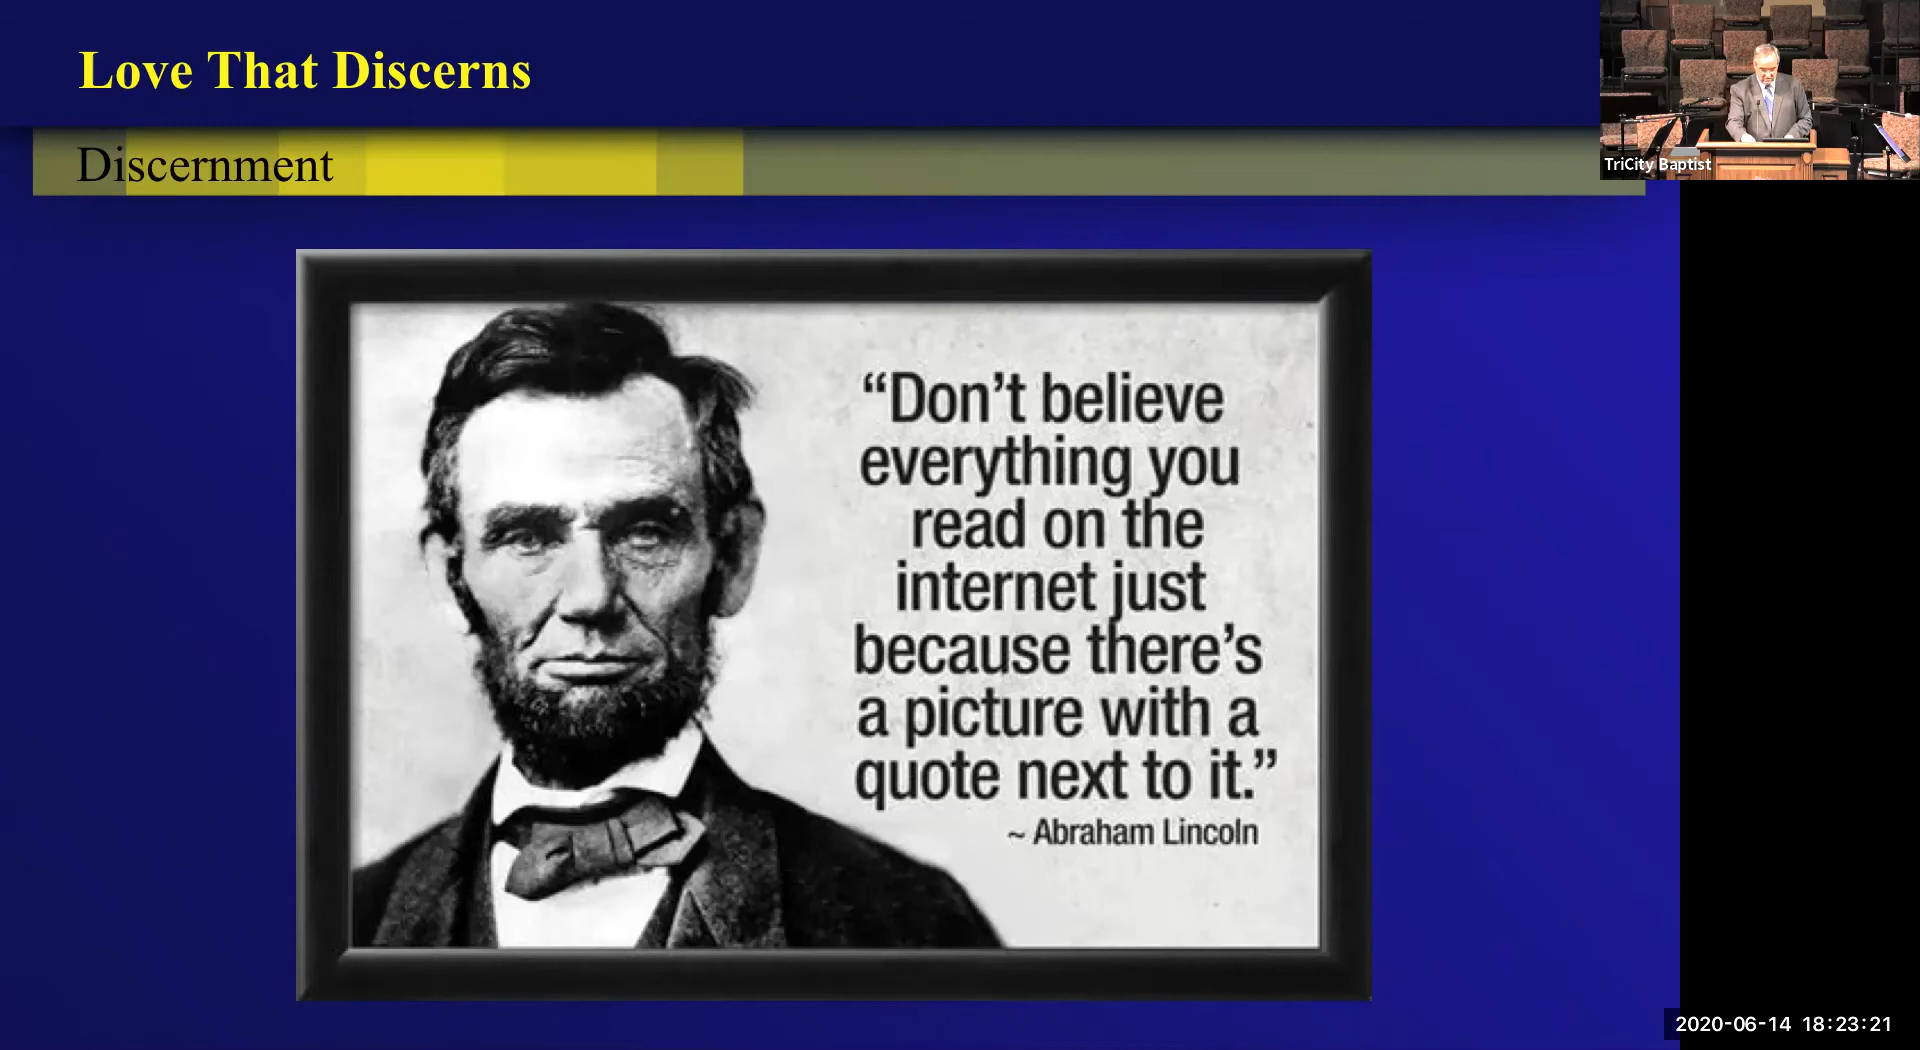 Love That Discerns
TriCity Baptist
Discernment
“Don’t believe
everything you
read on the
internet just
because there’s
a picture with a
quote next to it.”
~ Abraham Lincoln
2020-06-14 18:23:21